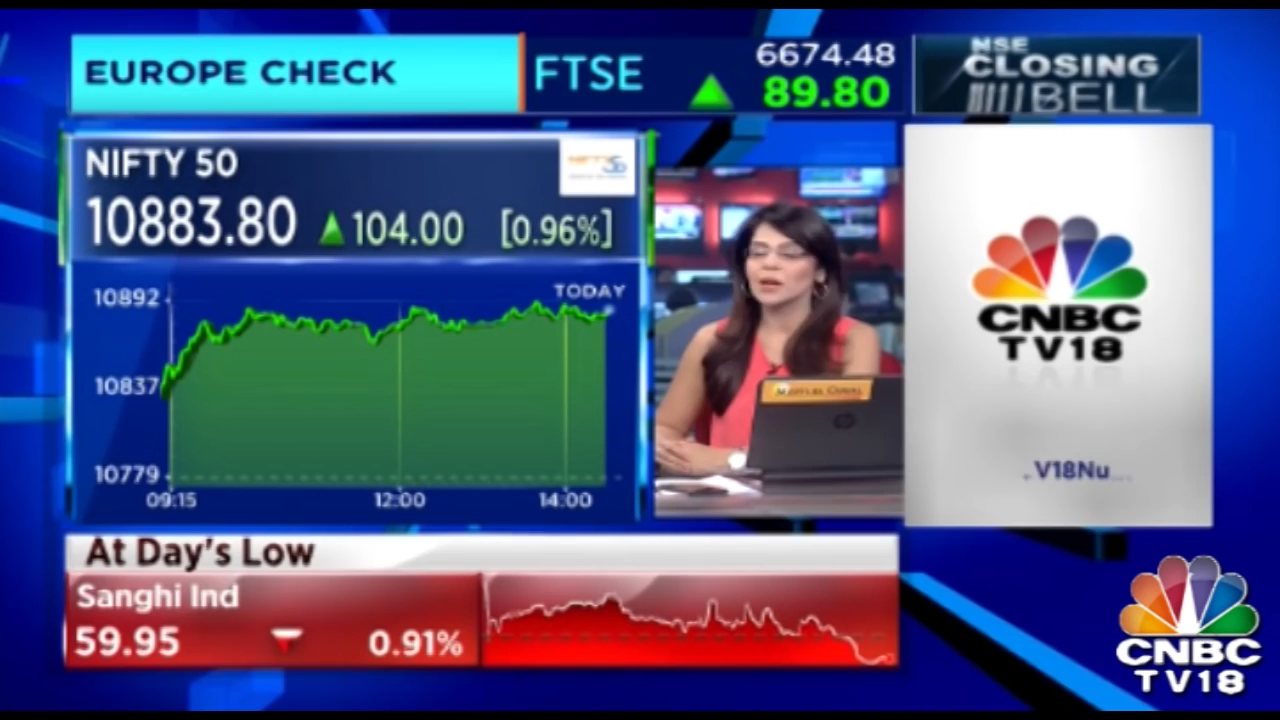 EUROPE CHECK
FTSE
6674.48
89.80
NSE
CLOSING
BELL
NIFTY 50
10883.80 104.00 [0.96%]
TODAY
10892
10837
10779
09:15 12:00 14:00
hp
CNBC
TV18
V18Nu
At Day's Low
Sanghi Ind
59.95 0.91%
CNBC
TV18